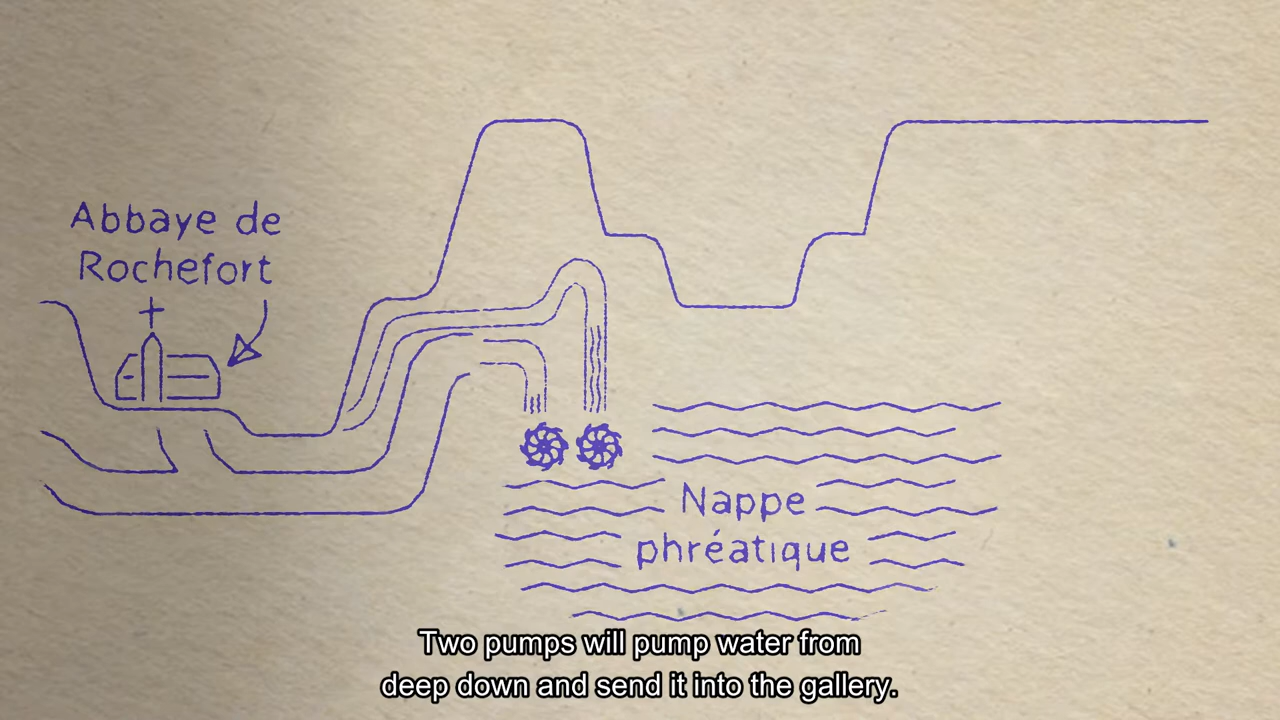 Abbaye de
Rochefort
Nappe
phréatique
Two pumps will pump water from
deep down and send it into the gallery.